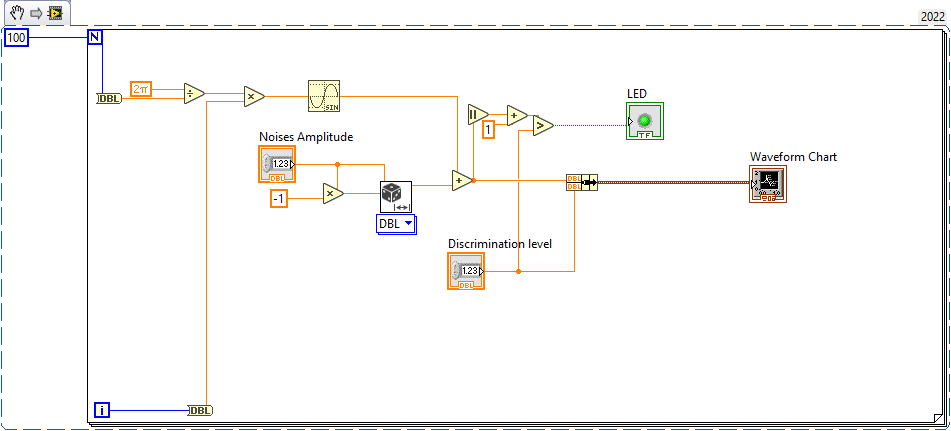 2022
100
N
DBL
2π
÷
×
SIN
LED
TF
||
+
1
>
Noises Amplitude
1.23
DBL
-1
×
DBL
+
DBL
DBL
Waveform Chart
Discrimination level
1.23
DBL
i
DBL